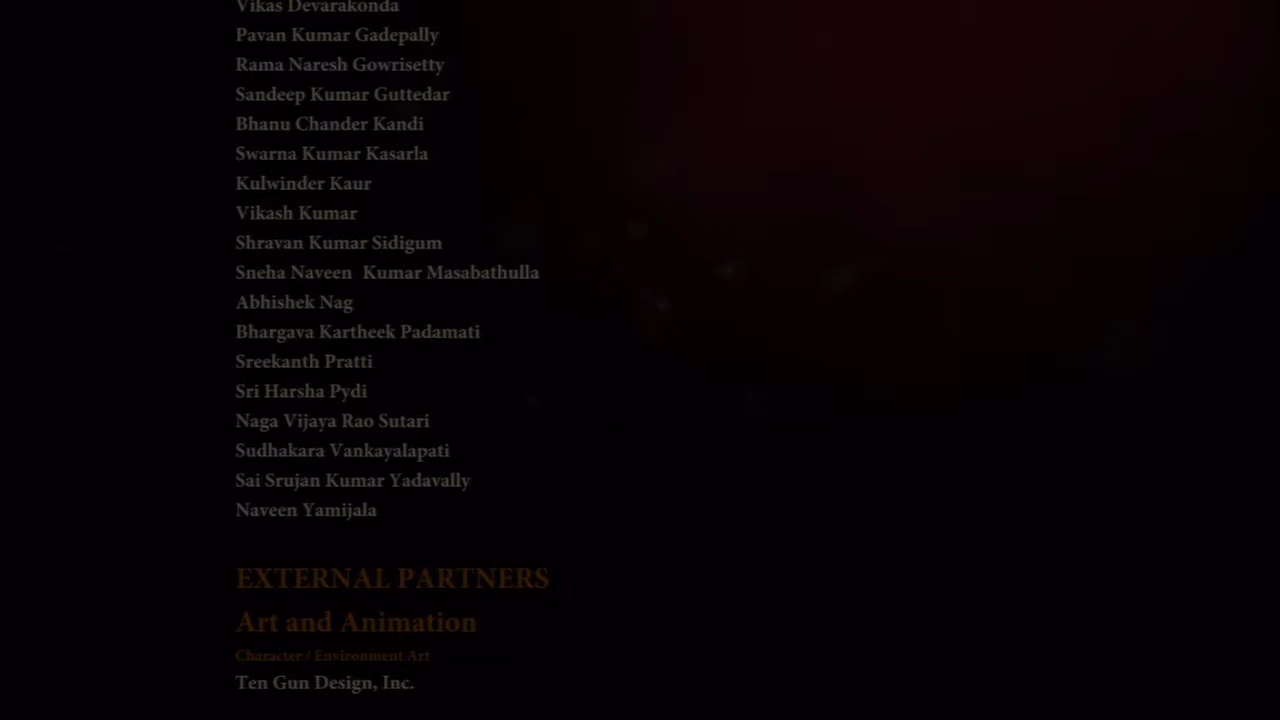 Vikas Devarakonda
Pavan Kumar Gadepally
Rama Naresh Gowrisetty
Sandeep Kumar Guttedar
Bhanu Chander Kandi
Swarna Kumar Kasarla
Kulwinder Kaur
Vikash Kumar
Shravan Kumar Sidigum
Sneha Naveen  Kumar Masabathulla
Abhishek Nag
Bhargava Kartheek Padamati
Sreekanth Pratti
Sri Harsha Pydi
Naga Vijaya Rao Sutari
Sudhakara Vankayalapati
Sai Srujan Kumar Yadavally
Naveen Yamijala
EXTERNAL PARTNERS
Art and Animation
Character / Environment Art
Ten Gun Design, Inc.